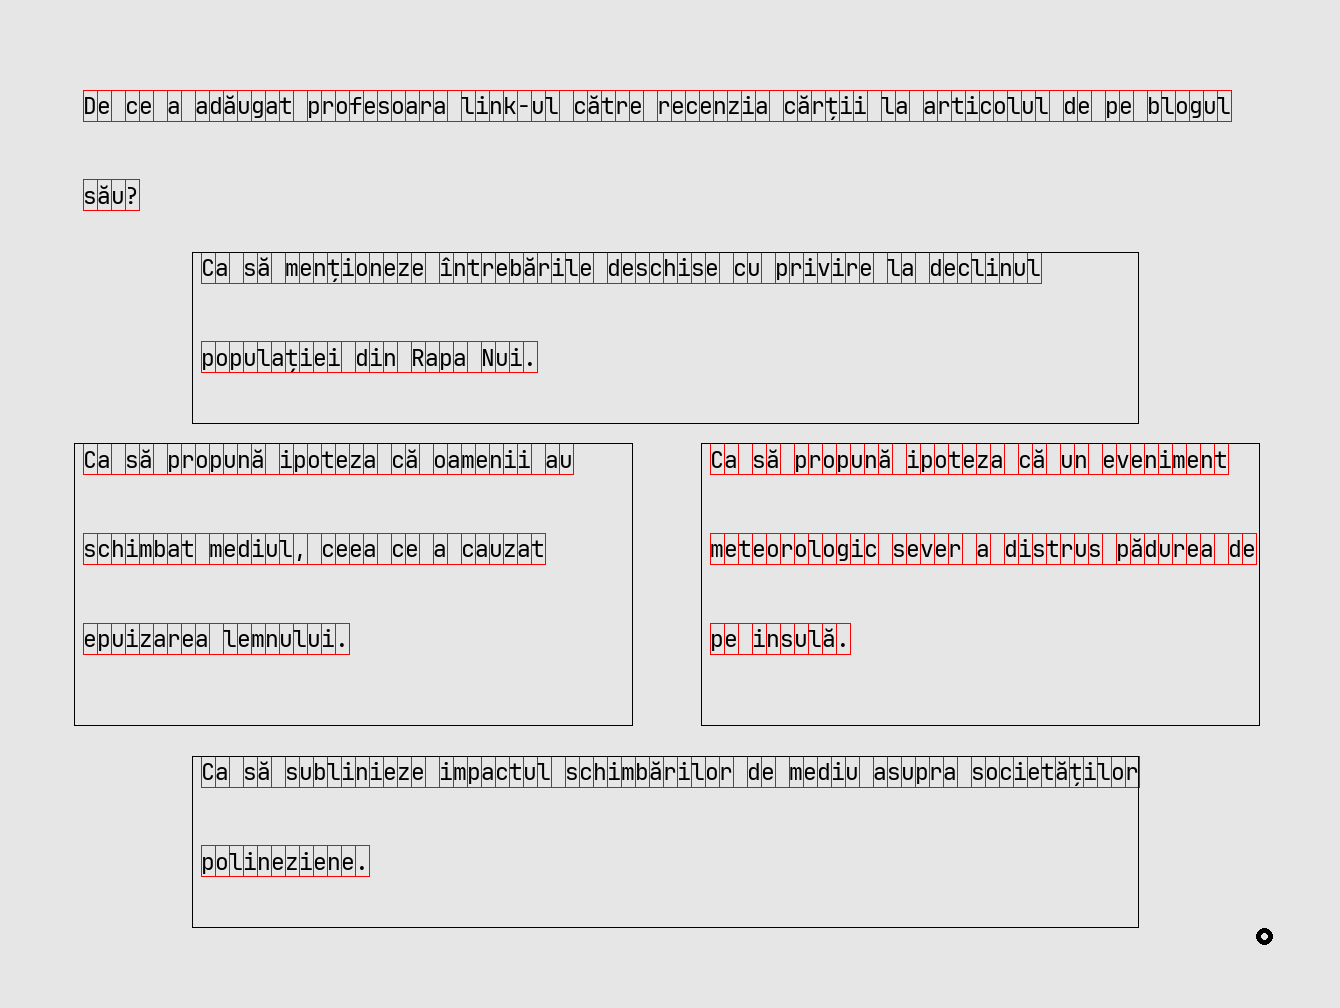 De ce a adăugat profesoara link-ul către recenzia cărții la articolul de pe blogul
său?
Ca să menționeze întrebările deschise cu privire la declinul
populației din Rapa Nui.
Ca să propună ipoteza că oamenii au
schimbat mediul, ceea ce a cauzat
epuizarea lemnului.
Ca să propună ipoteza că un eveniment
meteorologic sever a distrus pădurea de
pe insulă.
Ca să sublinieze impactul schimbărilor de mediu asupra societăților
polineziene.